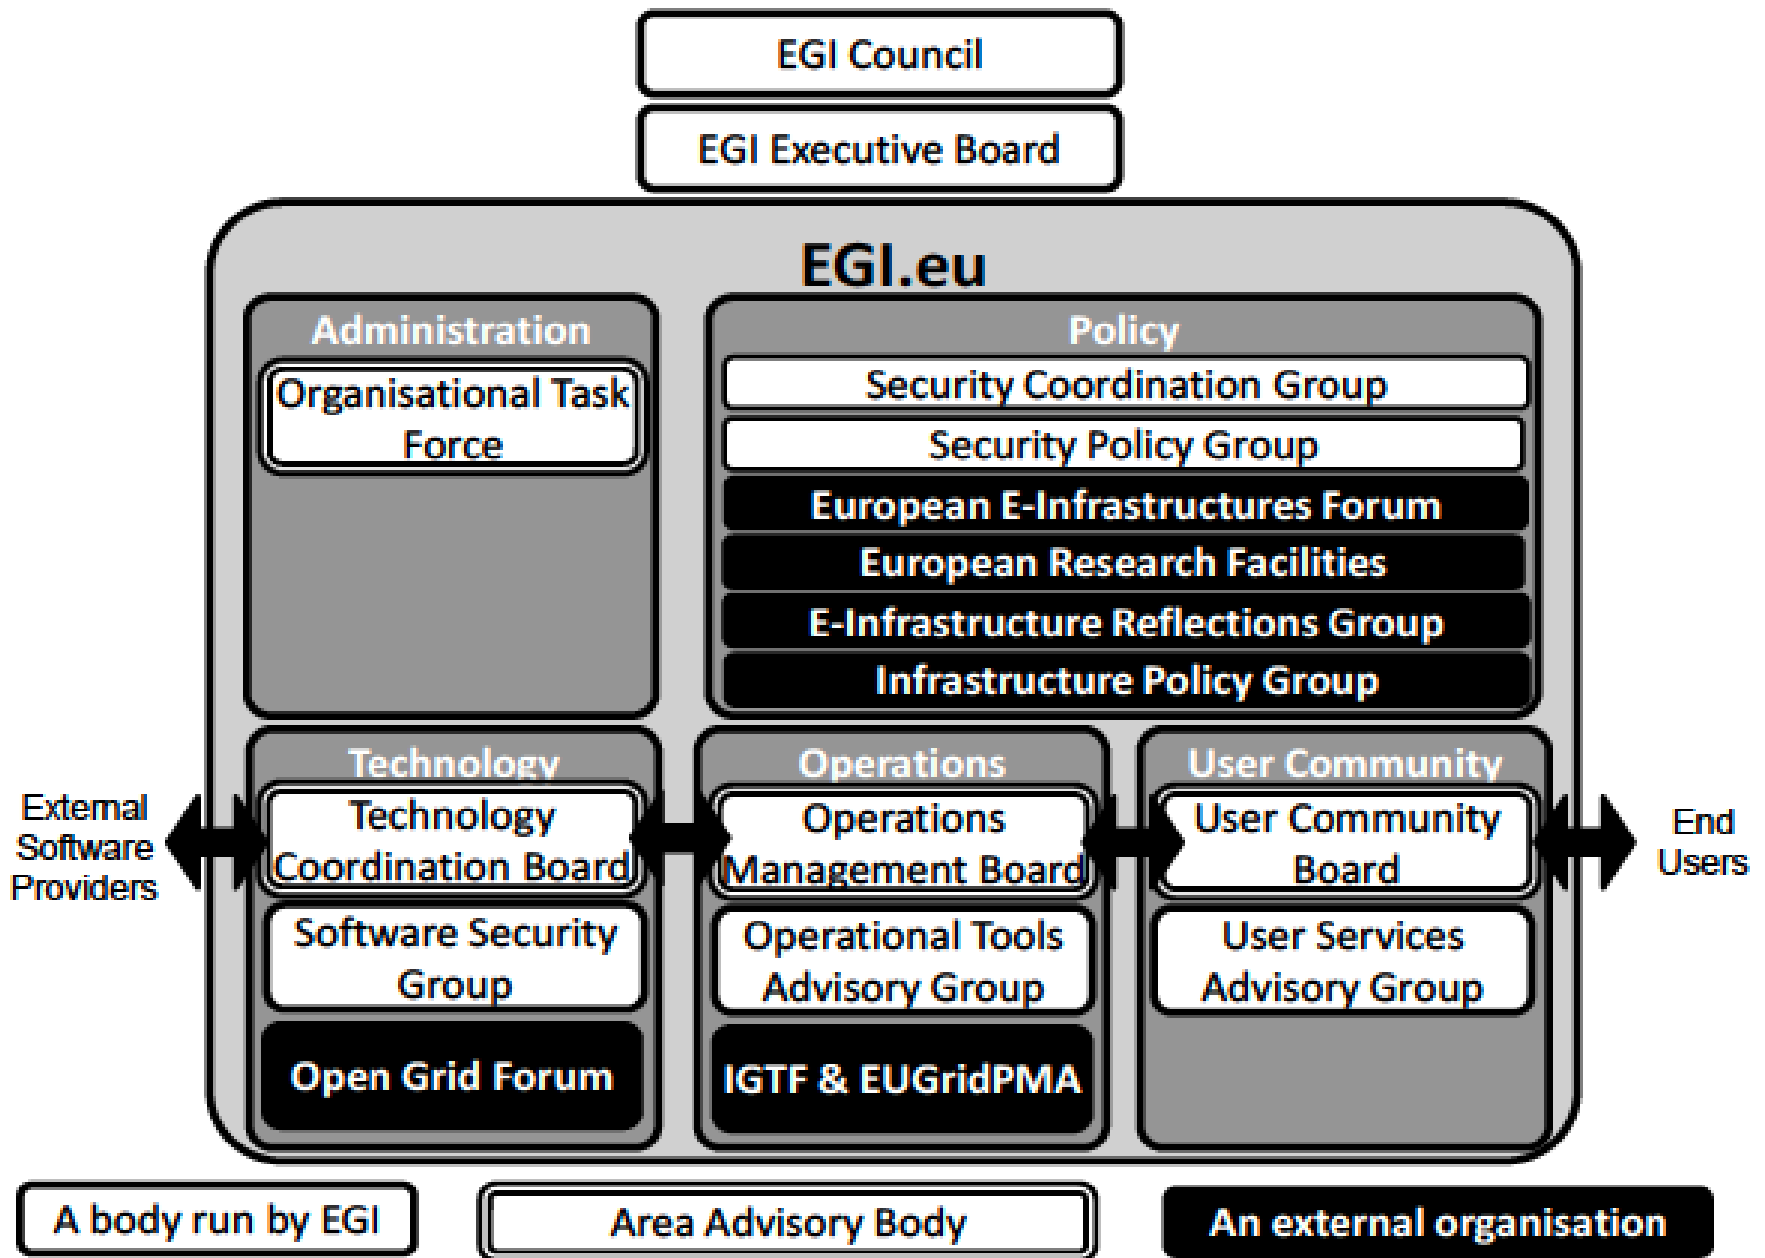 EGI Council
EGI Executive Board
EGI.eu
Administration
Organisational Task
Force
Policy
Security Coordination Group
Security Policy Group
European E-Infrastructures Forum
European Research Facilities
E-Infrastructure Reflections Group
Infrastructure Policy Group
External
Software
Providers
Technology
Technology
Coordination Board
Software Security
Group
Open Grid Forum
Operations
Operations
Management Board
Operational Tools
Advisory Group
IGTF & EUGridPMA
User Community
User Community
Board
User Services
Advisory Group
End
Users
A body run by EGI
Area Advisory Body
An external organisation